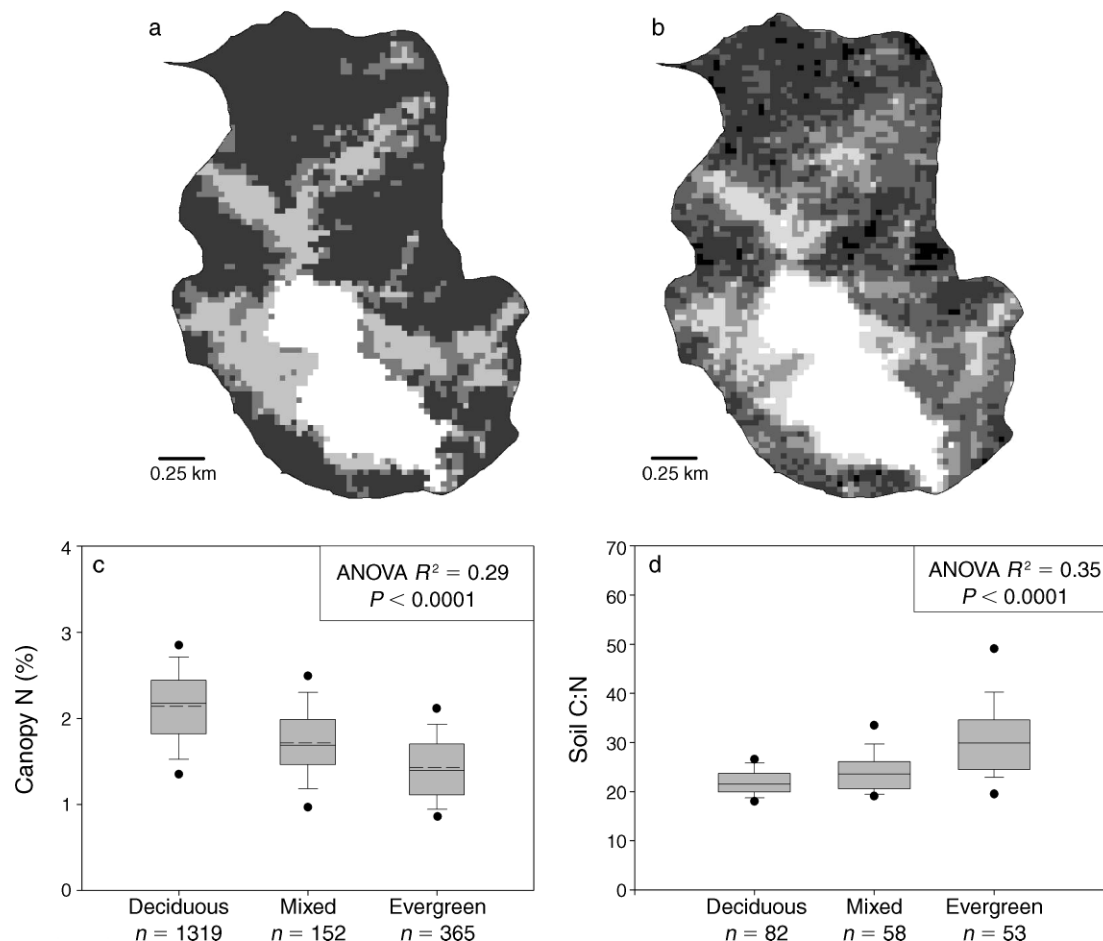 a
b
0.25 km
0.25 km
c
ANOVA R² = 0.29
P < 0.0001
Canopy N (%)
4
3
2
1
0
Deciduous
n = 1319
Mixed
n = 152
Evergreen
n = 365
d
ANOVA R² = 0.35
P < 0.0001
Soil C:N
70
60
50
40
30
20
10
0
Deciduous
n = 82
Mixed
n = 58
Evergreen
n = 53